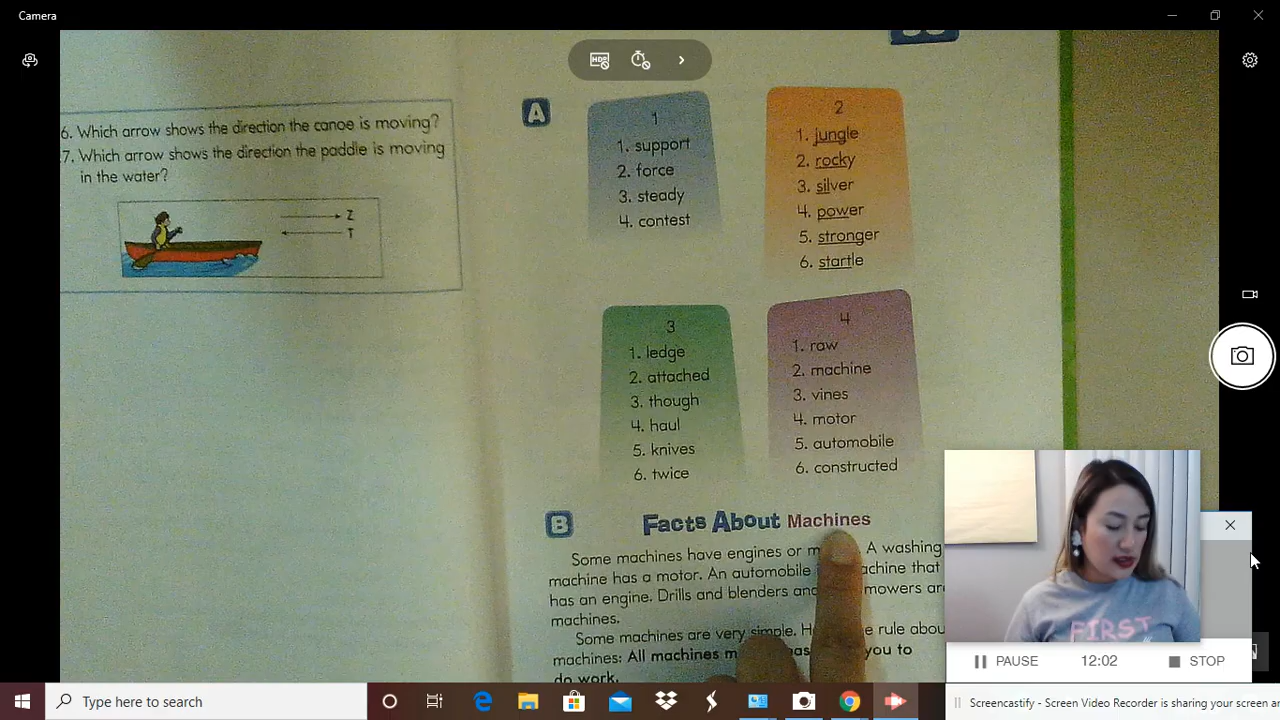 Camera
6. Which arrow shows the direction the canoe is moving?
7. Which arrow shows the direction the paddle is moving
in the water?
Z
T
A
1
1. support
2. force
3. steady
4. contest
2
1. jungle
2. rocky
3. silver
4. power
5. stronger
6. startle
3
1. ledge
2. attached
3. though
4. haul
5. knives
6. twice
4
1. raw
2. machine
3. vines
4. motor
5. automobile
6. constructed
B
Facts About Machines
Some machines have engines or A washing
machine has a motor. An automobile that
has an engine. Drills and blenders mowers
machines.
Some machines are very simple. rule
machines: All machines you to
do work.
FIRST
PAUSE 12:02 STOP
Type here to search
Screencastify - Screen Video Recorder is sharing your screen